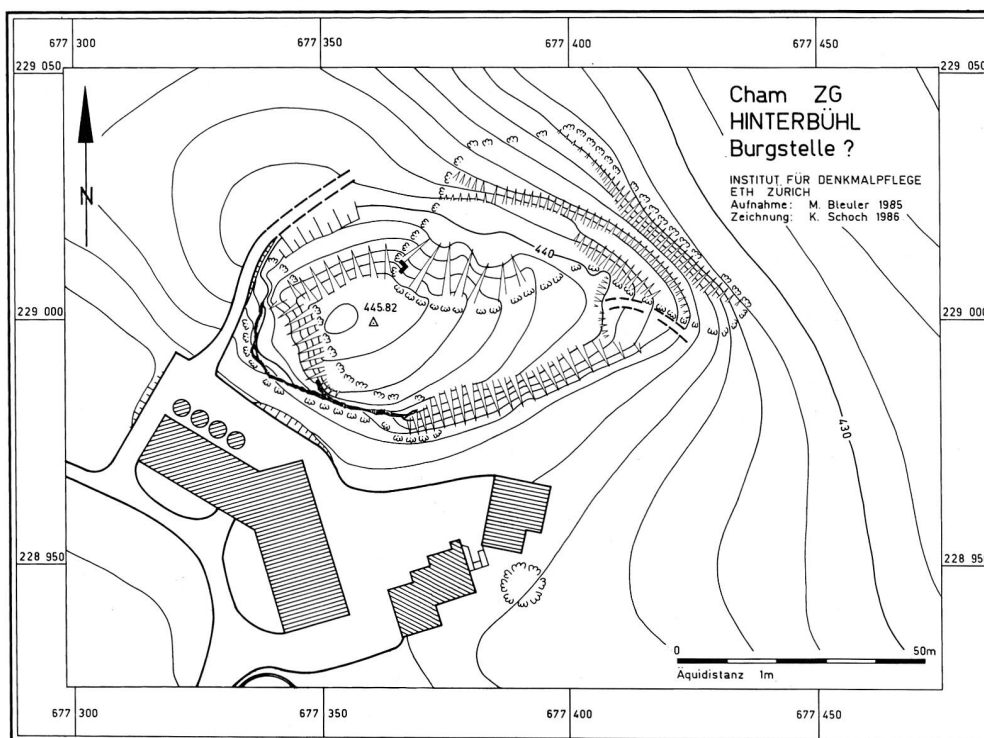 677 300
677 350
677 400
677 450
229 050
229 050
Cham ZG
HINTERBÜHL
Burgstelle ?
INSTITUT FÜR DENKMALPFLEGE
ETH ZÜRICH
Aufnahme: M. Bleuler 1985
Zeichnung: K. Schoch 1986
N
440
445.82
229 000
229 000
430
228 950
228 950
0
50m
Äquidistanz 1m
677 300
677 350
677 400
677 450